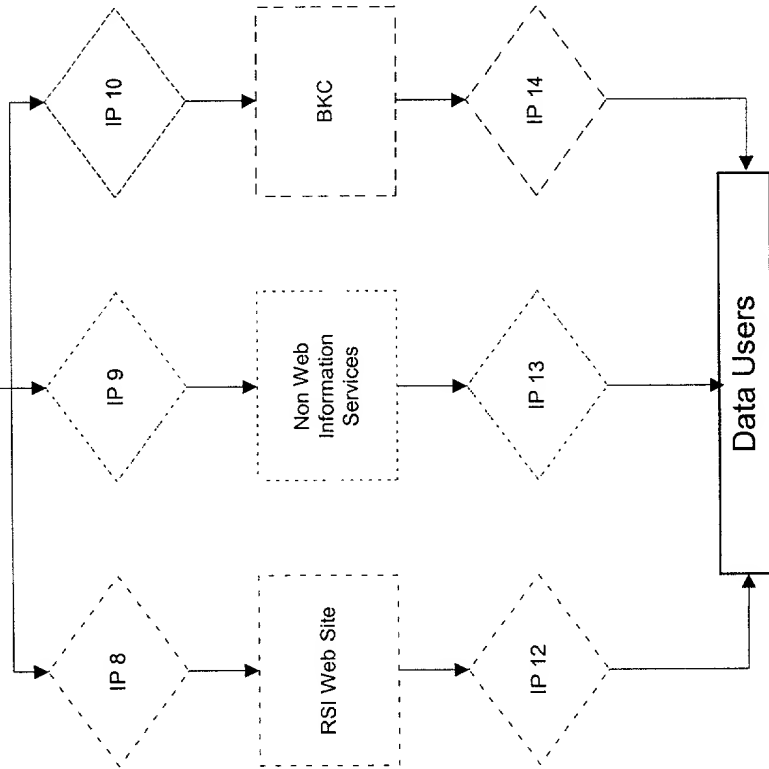 IP 8
IP 9
IP 10
RSI Web Site
Non Web
Information
Services
BKC
IP 12
IP 13
IP 14
Data Users